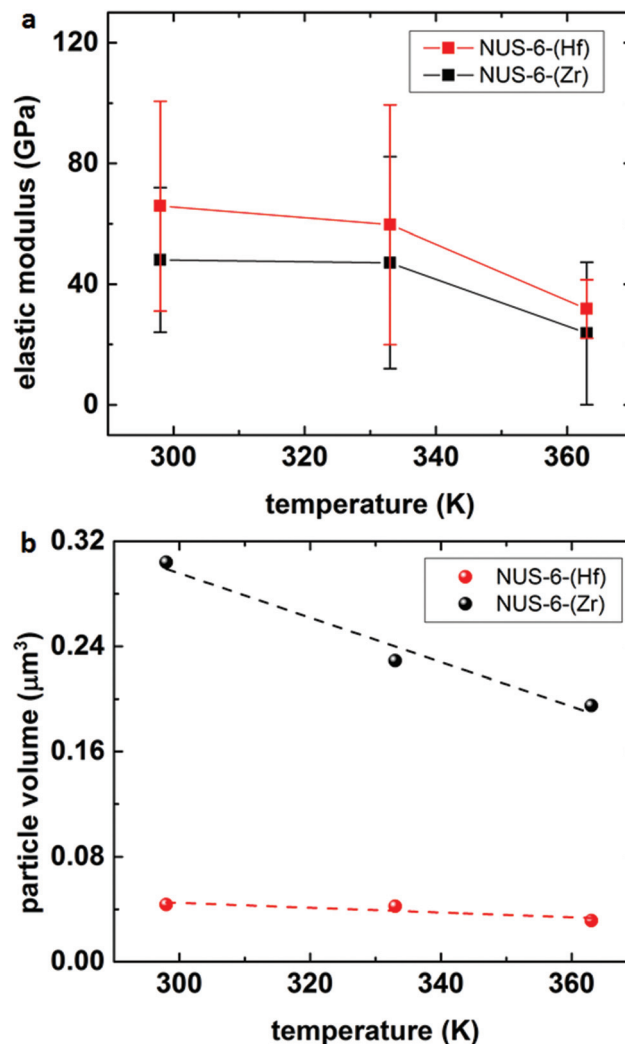 a
120
80
40
0
elastic modulus (GPa)
NUS-6-(Hf)
NUS-6-(Zr)
300
320
340
360
temperature (K)
b
0.32
0.24
0.16
0.08
0.00
particle volume (μm³)
NUS-6-(Hf)
NUS-6-(Zr)
300
320
340
360
temperature (K)